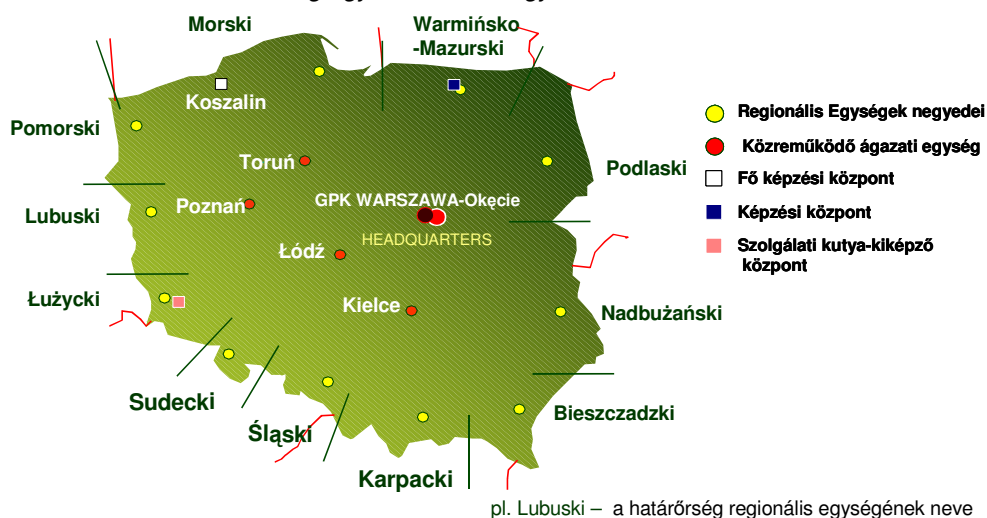 Morski
Warmińsko
-Mazurski
Koszalin
Pomorski
Toruń
Podlaski
Poznań
GPK WARSZAWA-Okęcie
Lubuski
HEADQUARTERS
Łódź
Łużycki
Kielce
Nadbużański
Sudecki
Bieszczadzki
Śląski
Karpacki
Regionális Egységek negyedei
Közreműködő ágazati egység
Fő képzési központ
Képzési központ
Szolgálati kutya-kiképző
központ
pl. Lubuski – a határőrség regionális egységének neve